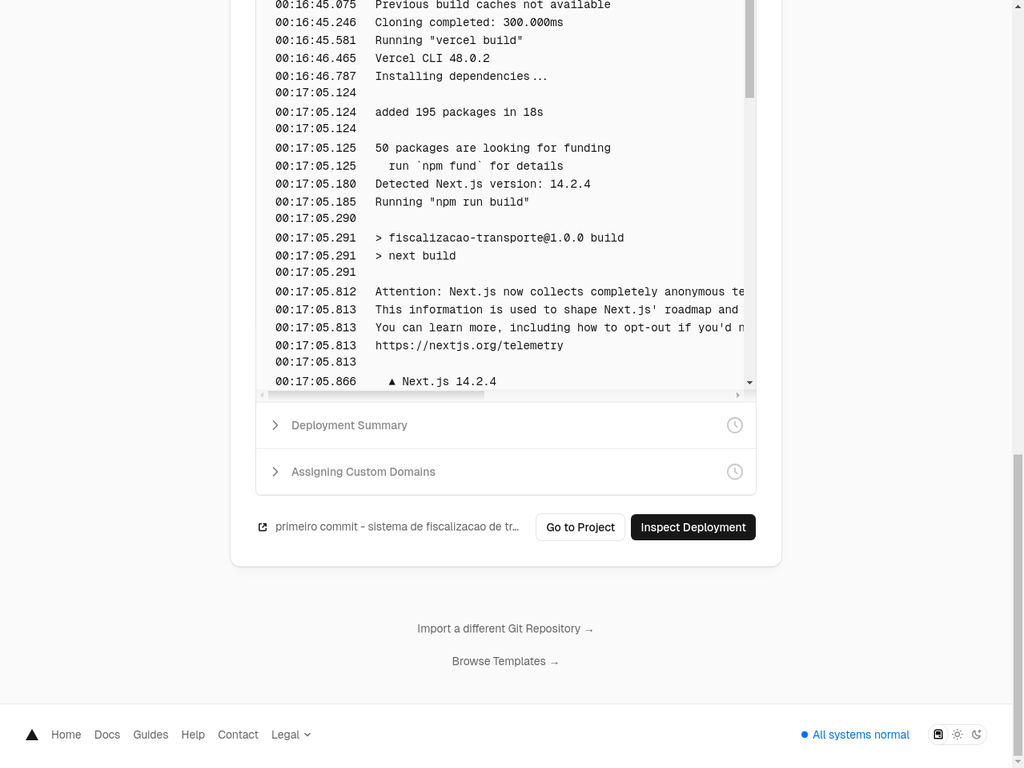 00:16:45.075 Previous build caches not available
00:16:45.246 Cloning completed: 300.000ms
00:16:45.581 Running "vercel build"
00:16:46.465 Vercel CLI 48.0.2
00:16:46.787 Installing dependencies...
00:17:05.124
00:17:05.124 added 195 packages in 18s
00:17:05.124
00:17:05.125 50 packages are looking for funding
00:17:05.125 run `npm fund` for details
00:17:05.180 Detected Next.js version: 14.2.4
00:17:05.185 Running "npm run build"
00:17:05.290
00:17:05.291 > fiscalizacao-transporte@1.0.0 build
00:17:05.291 > next build
00:17:05.291
00:17:05.812 Attention: Next.js now collects completely anonymous te
00:17:05.813 This information is used to shape Next.js' roadmap and
00:17:05.813 You can learn more, including how to opt-out if you'd n
00:17:05.813 https://nextjs.org/telemetry
00:17:05.813
00:17:05.866 ▲ Next.js 14.2.4
Deployment Summary
Assigning Custom Domains
primeiro commit - sistema de fiscalizacao de tr... Go to Project Inspect Deployment
Import a different Git Repository →
Browse Templates →
Home Docs Guides Help Contact Legal All systems normal